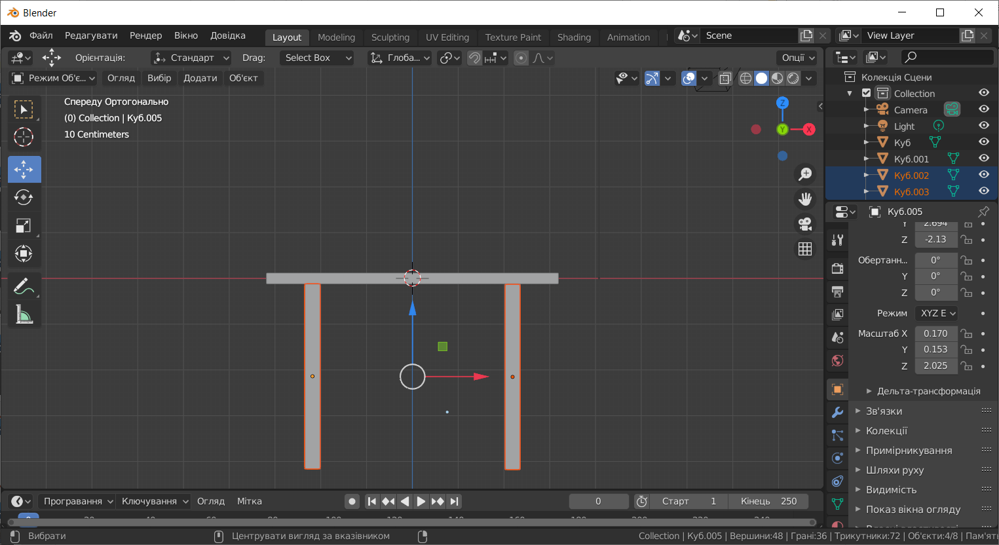 Blender
Файл Редагувати Рендер Вікно Довідка Layout Modeling Sculpting UV Editing Texture Paint Shading Animation Scene View Layer
Орієнтація: Стандарт Drag: Select Box Глоба... Опції
Режим Об'є... Огляд Вибір Додати Об'єкт
Спереду Ортогонально
(0) Collection | Куб.005
10 Centimeters
Z
Y
X
Колекція Сцени
Collection
Camera
Light
Куб
Куб.001
Куб.002
Куб.003
Куб.005
Y 2.694
Z -2.13
Обертанн... 0°
Y 0°
Z 0°
Режим XYZ E
Масштаб X 0.170
Y 0.153
Z 2.025
Дельта-трансформація
Зв'язки
Колекції
Примірникування
Шляхи руху
Видимість
Показ вікна огляду
Програвання Ключування Огляд Мітка 0 Старт 1 Кінець 250
Вибрати Центрувати вигляд за вказівником Collection | Куб.005 | Вершини:48 | Грані:36 | Трикутники:72 | Об'єкти:4/8 | Пам'ять